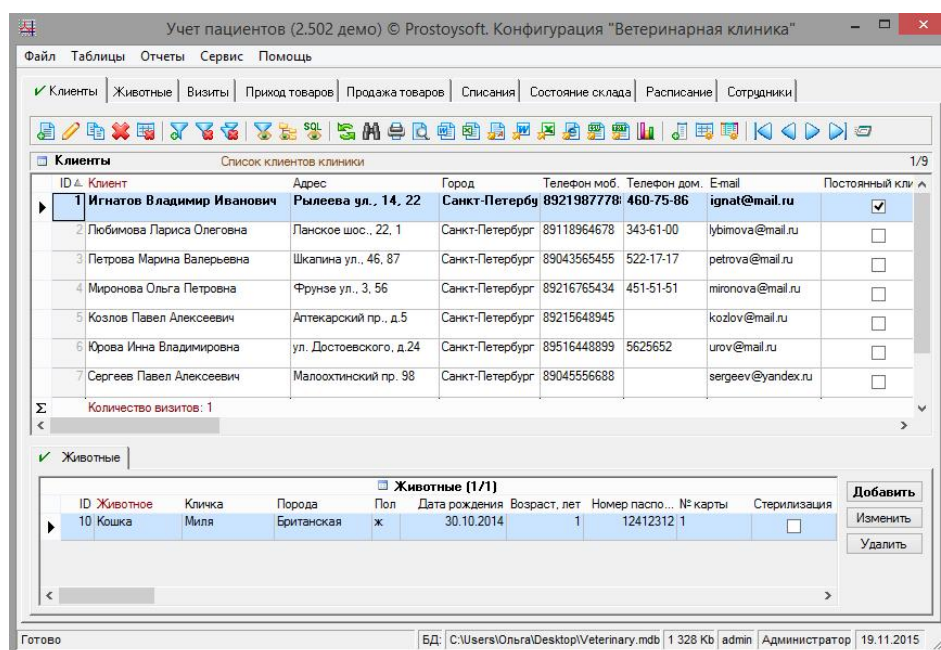 Учет пациентов (2.502 демо) © Prostoysoft. Конфигурация "Ветеринарная клиника"
Файл Таблицы Отчеты Сервис Помощь
Клиенты Животные Визиты Приход товаров Продажа товаров Списания Состояние склада Расписание Сотрудники
SQL
Клиенты Список клиентов клиники 1/9
ID Клиент Адрес Город Телефон моб. Телефон дом. E-mail Постоянный кли
1 Игнатов Владимир Иванович Рылеева ул., 14, 22 Санкт-Петербу 8921987778 460-75-86 ignat@mail.ru
2 Любимова Лариса Олеговна Ланское шос., 22, 1 Санкт-Петербург 89118964678 343-61-00 lybimova@mail.ru
3 Петрова Марина Валерьевна Шкапина ул., 46, 87 Санкт-Петербург 89043565455 522-17-17 petrova@mail.ru
4 Миронова Ольга Петровна Фрунзе ул., 3, 56 Санкт-Петербург 89216765434 451-51-51 mironova@mail.ru
5 Козлов Павел Алексеевич Аптекарский пр., д.5 Санкт-Петербург 89215648945 kozlov@mail.ru
6 Юрова Инна Владимировна ул. Достоевского, д.24 Санкт-Петербург 89516448899 5625652 urov@mail.ru
7 Сергеев Павел Алексеевич Малоохтинский пр. 98 Санкт-Петербург 89045556688 sergeev@yandex.ru
Σ Количество визитов: 1
Животные
Животные (1/1)
ID Животное Кличка Порода Пол Дата рождения Возраст, лет Номер паспо... № карты Стерилизация
10 Кошка Миля Британская ж 30.10.2014 1 12412312 1
Добавить
Изменить
Удалить
Готово БД: C:\Users\Ольга\Desktop\Veterinary.mdb 1 328 Kb admin Администратор 19.11.2015